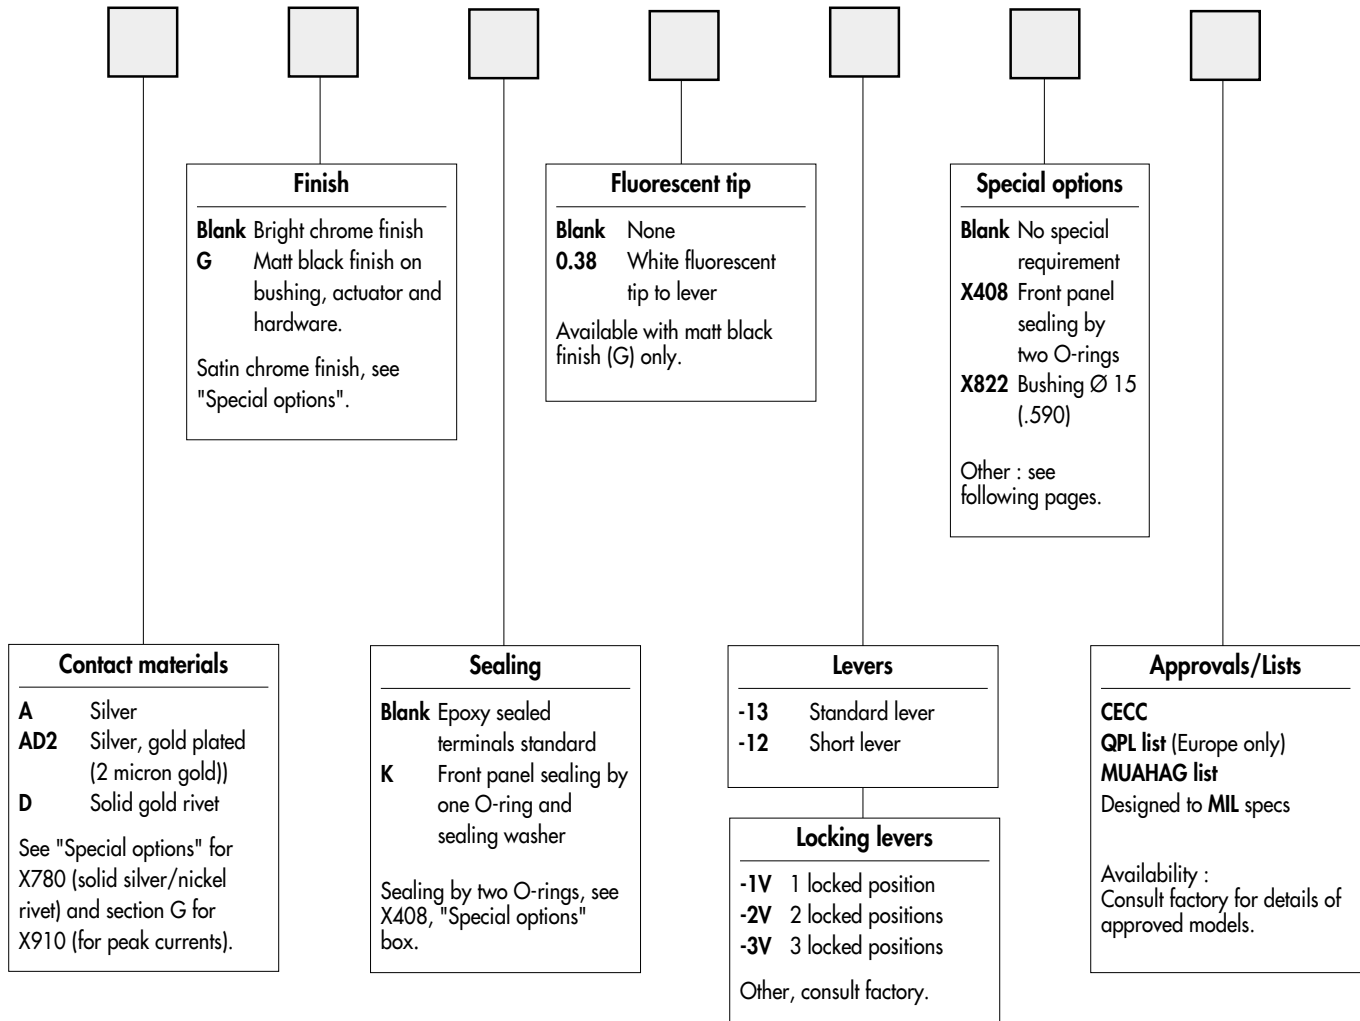 Finish
Blank Bright chrome finish
G Matt black finish on
bushing, actuator and
hardware.
Satin chrome finish, see
"Special options".
Fluorescent tip
Blank None
0.38 White fluorescent
tip to lever
Available with matt black
finish (G) only.
Special options
Blank No special
requirement
X408 Front panel
sealing by
two O-rings
X822 Bushing Ø 15
(.590)
Other : see
following pages.
Contact materials
A Silver
AD2 Silver, gold plated
(2 micron gold))
D Solid gold rivet
See "Special options" for
X780 (solid silver/nickel
rivet) and section G for
X910 (for peak currents).
Sealing
Blank Epoxy sealed
terminals standard
K Front panel sealing by
one O-ring and
sealing washer
Sealing by two O-rings, see
X408, "Special options"
box.
Levers
-13 Standard lever
-12 Short lever
Locking levers
-1V 1 locked position
-2V 2 locked positions
-3V 3 locked positions
Other, consult factory.
Approvals/Lists
CECC
QPL list (Europe only)
MUAHAG list
Designed to MIL specs
Availability :
Consult factory for details of
approved models.